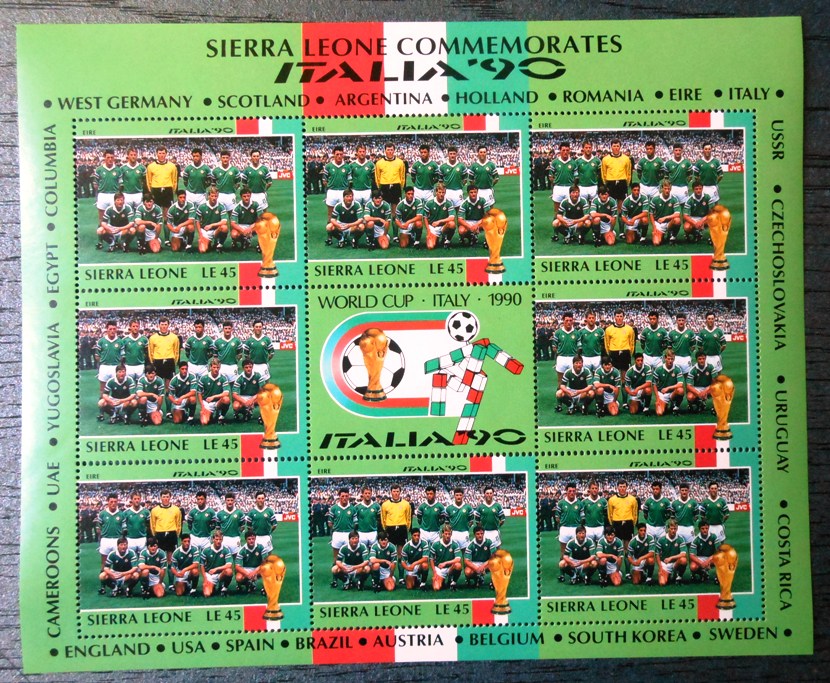 SIERRA LEONE COMMEMORATES
ITALIA'90
• WEST GERMANY • SCOTLAND • ARGENTINA • HOLLAND • ROMANIA • EIRE • ITALY •
USSR • CZECHOSLOVAKIA • URUGUAY • COSTA RICA
CAMEROONS • UAE • YUGOSLAVIA • EGYPT • COLUMBIA
EIRE ITALIA'90
JVC
SIERRA LEONE LE 45
EIRE ITALIA'90
JVC
SIERRA LEONE LE 45
EIRE ITALIA'90
JVC
SIERRA LEONE LE 45
EIRE ITALIA'90
JVC
SIERRA LEONE LE 45
WORLD CUP · ITALY · 1990
ITALIA'90
EIRE ITALIA'90
JVC
SIERRA LEONE LE 45
EIRE ITALIA'90
JVC
SIERRA LEONE LE 45
EIRE ITALIA'90
JVC
SIERRA LEONE LE 45
EIRE ITALIA'90
JVC
SIERRA LEONE LE 45
• ENGLAND • USA • SPAIN • BRAZIL • AUSTRIA • BELGIUM • SOUTH KOREA • SWEDEN •